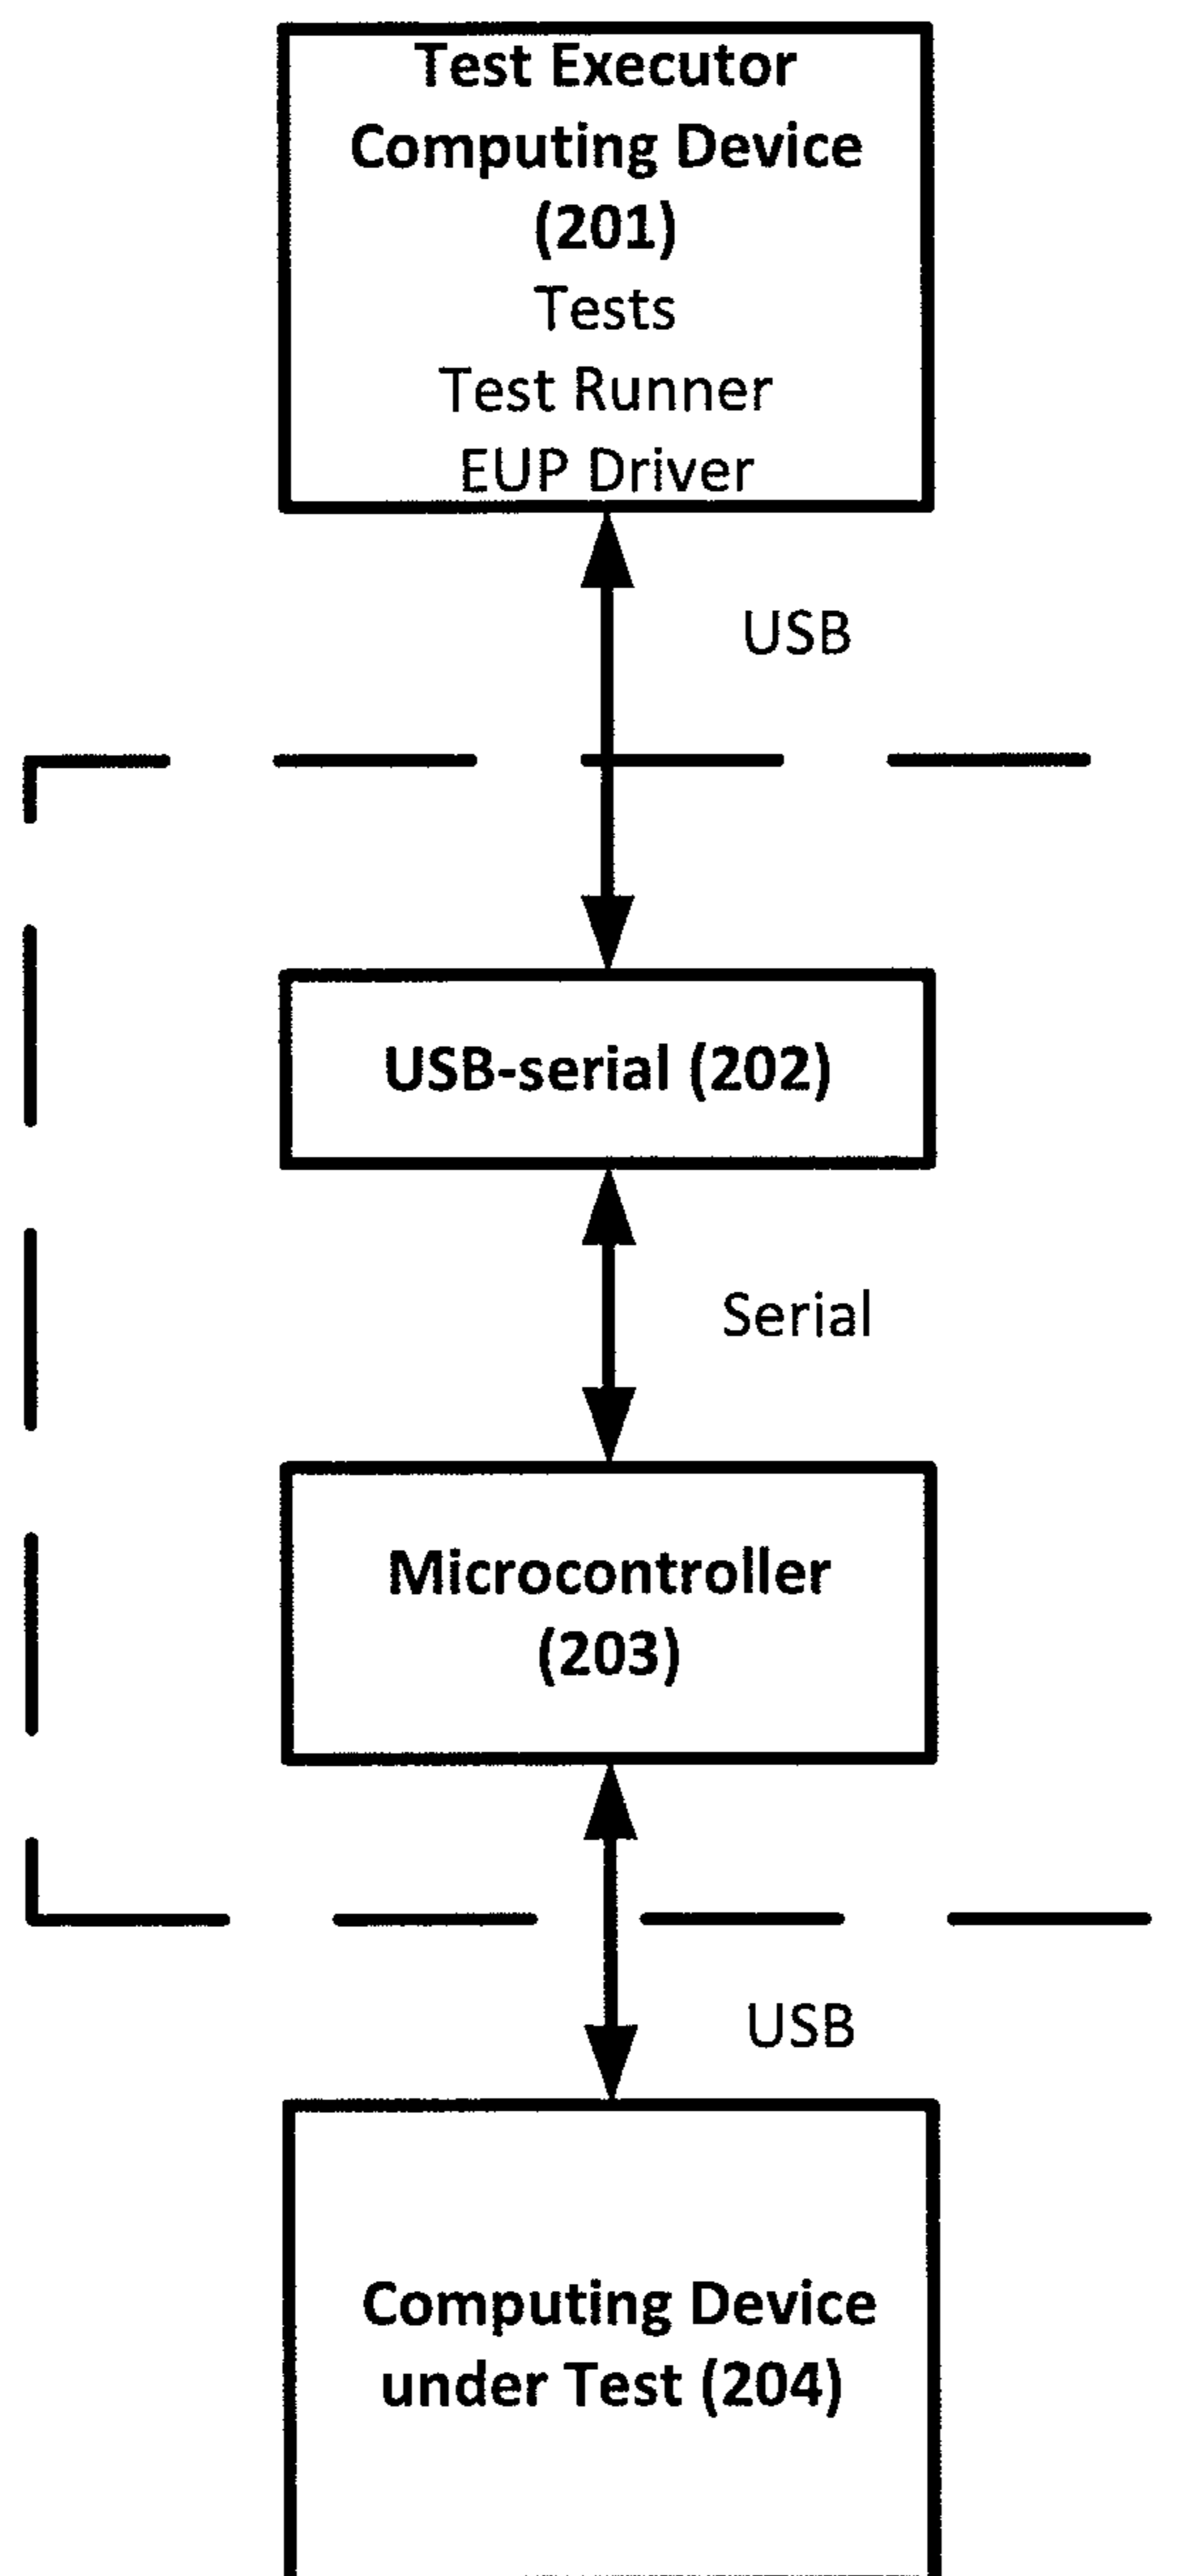 Test Executor
Computing Device
(201)
Tests
Test Runner
EUP Driver
USB
USB-serial (202)
Serial
Microcontroller
(203)
USB
Computing Device
under Test (204)